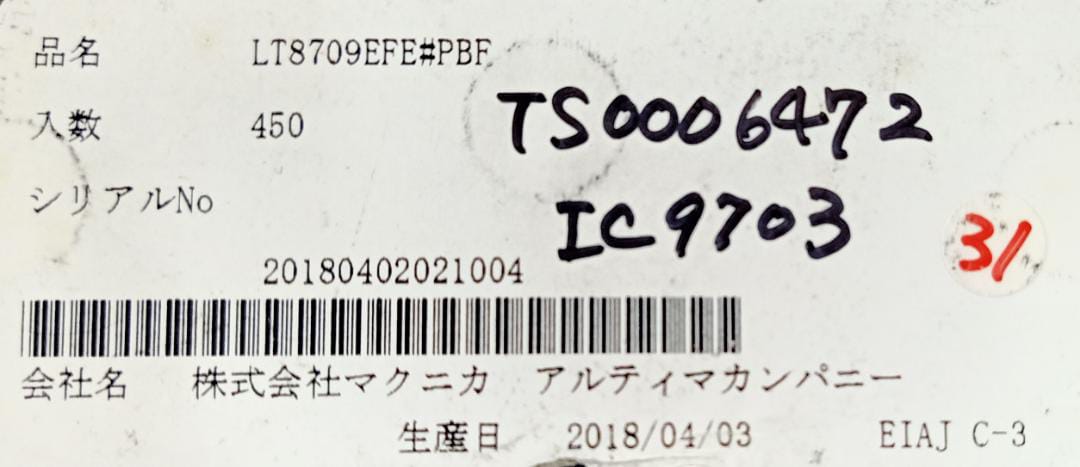 品名 LT8709EFE#PBF
入数 450 TS0006472
シリアルNo IC9703
31
20180402021004
会社名 株式会社マクニカ アルティマカンパニー
生産日 2018/04/03 EIAJ C-3